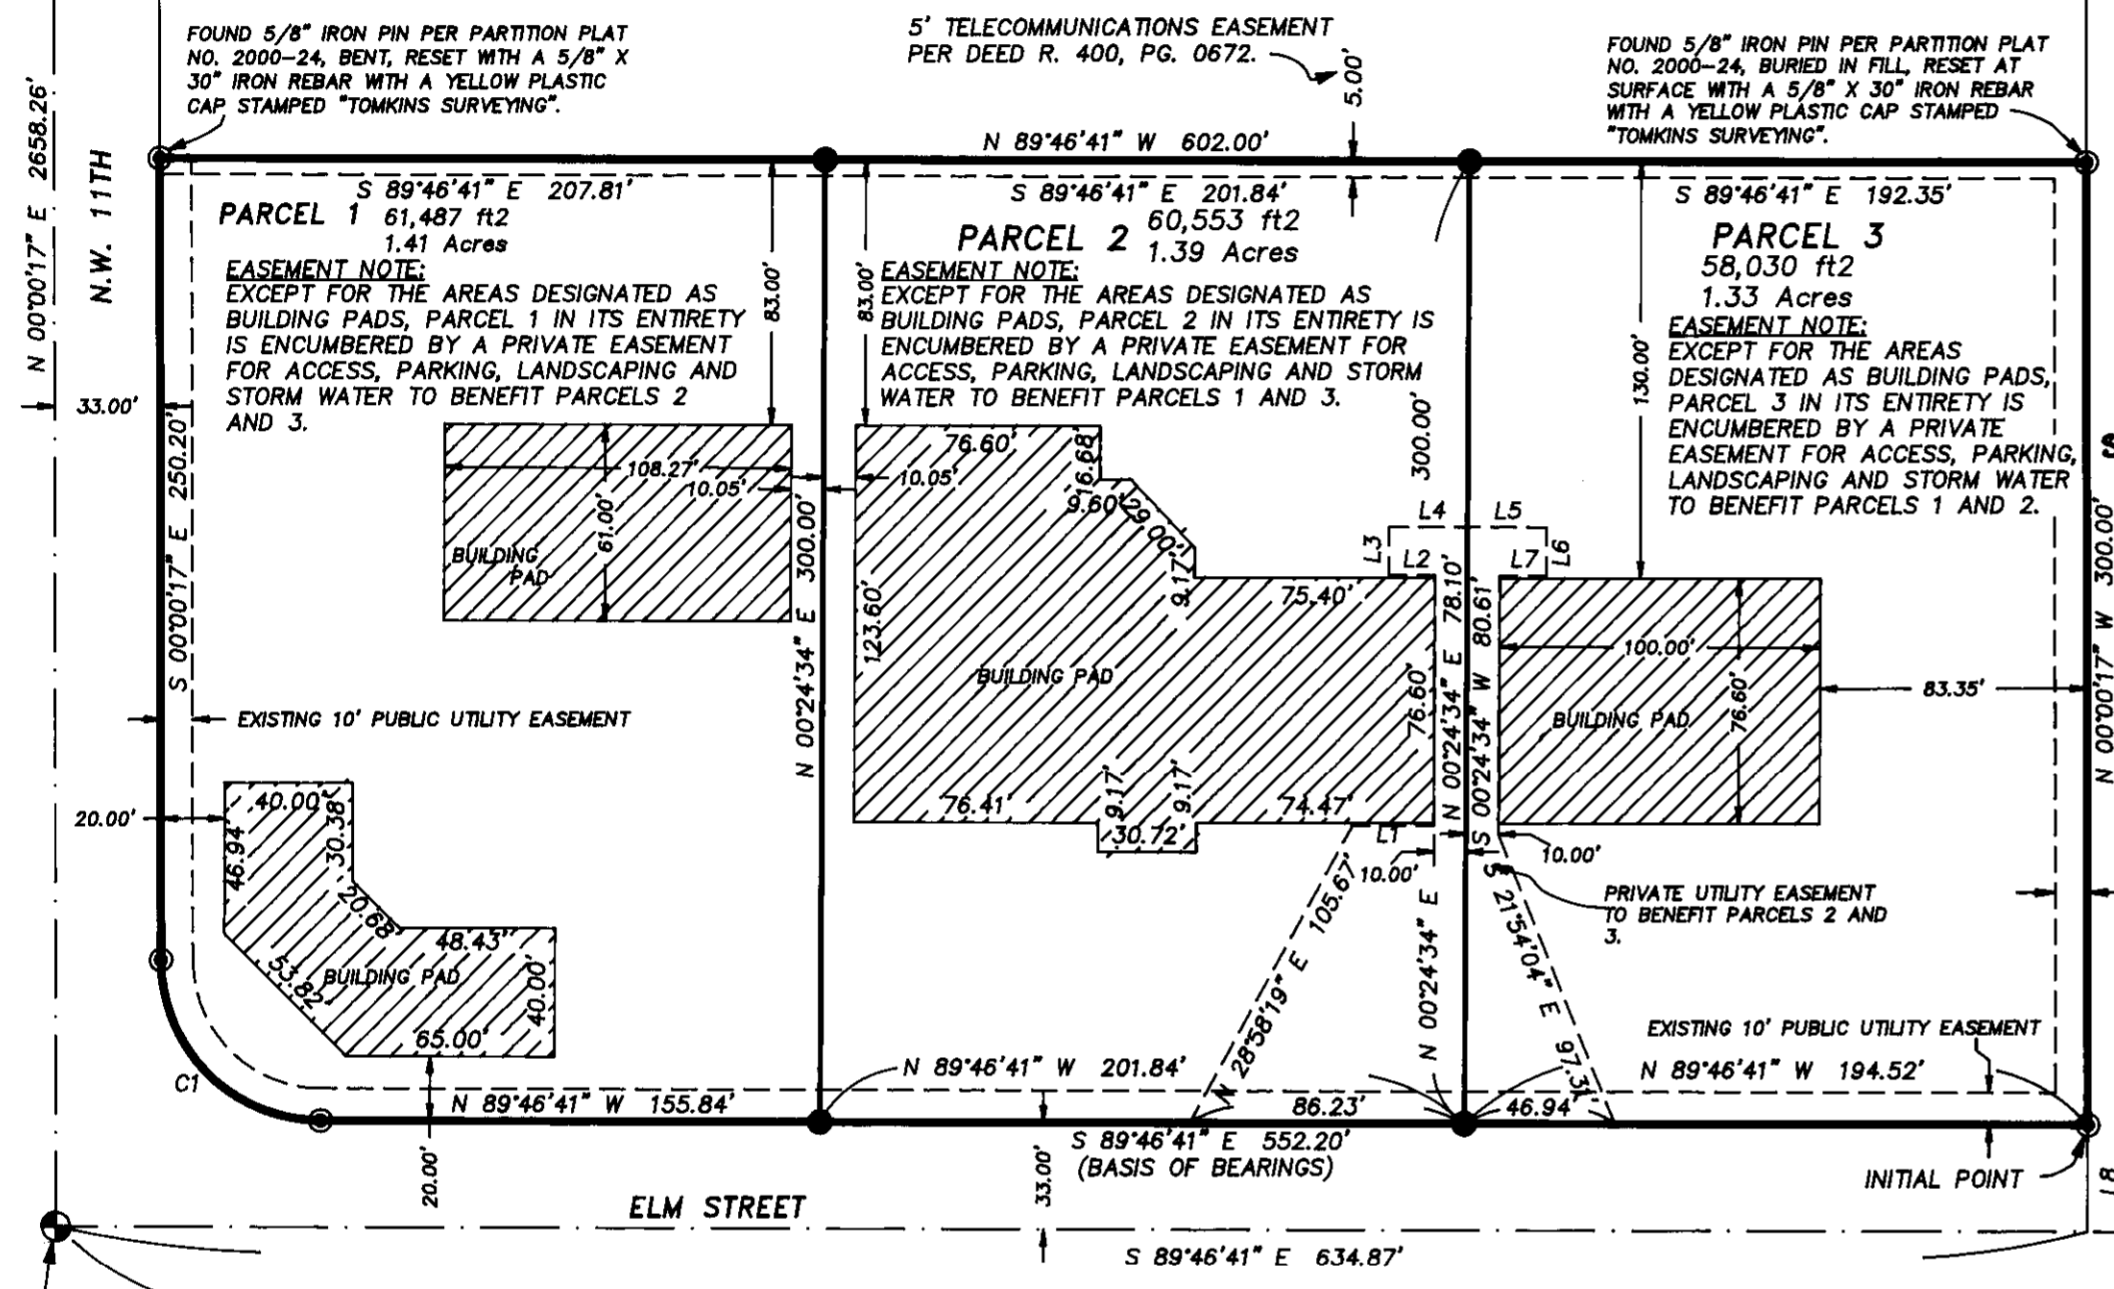 FOUND 5/8" IRON PIN PER PARTITION PLAT
NO. 2000-24, BENT, RESET WITH A 5/8" X
30" IRON REBAR WITH A YELLOW PLASTIC
CAP STAMPED "TOMKINS SURVEYING".
5' TELECOMMUNICATIONS EASEMENT
PER DEED R. 400, PG. 0672.
5.00'
FOUND 5/8" IRON PIN PER PARTITION PLAT
NO. 2000-24, BURIED IN FILL, RESET AT
SURFACE WITH A 5/8" X 30" IRON REBAR
WITH A YELLOW PLASTIC CAP STAMPED
"TOMKINS SURVEYING".
N 00°00'17" E 2658.26'
N.W. 11TH
N 89°46'41" W 602.00'
S 89°46'41" E 207.81'
S 89°46'41" E 201.84'
S 89°46'41" E 192.35'
PARCEL 1 61,487 ft2
1.41 Acres
EASEMENT NOTE:
EXCEPT FOR THE AREAS DESIGNATED AS
BUILDING PADS, PARCEL 1 IN ITS ENTIRETY
IS ENCUMBERED BY A PRIVATE EASEMENT
FOR ACCESS, PARKING, LANDSCAPING AND
STORM WATER TO BENEFIT PARCELS 2
AND 3.
83.00'
83.00'
PARCEL 2 60,553 ft2
1.39 Acres
EASEMENT NOTE:
EXCEPT FOR THE AREAS DESIGNATED AS
BUILDING PADS, PARCEL 2 IN ITS ENTIRETY IS
ENCUMBERED BY A PRIVATE EASEMENT FOR
ACCESS, PARKING, LANDSCAPING AND STORM
WATER TO BENEFIT PARCELS 1 AND 3.
300.00'
130.00'
PARCEL 3
58,030 ft2
1.33 Acres
EASEMENT NOTE:
EXCEPT FOR THE AREAS
DESIGNATED AS BUILDING PADS,
PARCEL 3 IN ITS ENTIRETY IS
ENCUMBERED BY A PRIVATE
EASEMENT FOR ACCESS, PARKING,
LANDSCAPING AND STORM WATER
TO BENEFIT PARCELS 1 AND 2.
33.00'
S 00°00'17" E 250.20'
108.27'
10.05'
61.00'
BUILDING
PAD
N 00°24'34" E 300.00'
10.05'
76.60'
16.68'
9.60'
29.00'
9.17'
75.40'
123.60'
BUILDING PAD
76.60'
76.41'
9.17'
9.17'
30.72'
74.47'
L4
L5
L3
L2
L7
L6
N 00°24'34" E 78.10'
S 00°24'34" W 80.61'
100.00'
76.60'
BUILDING PAD
83.35'
N 00°00'17" W 300.00'
EXISTING 10' PUBLIC UTILITY EASEMENT
20.00'
40.00'
30.38'
46.94'
20.68'
48.43'
53.82'
BUILDING PAD
40.00'
65.00'
L1
10.00'
10.00'
PRIVATE UTILITY EASEMENT
TO BENEFIT PARCELS 2 AND
3.
N 28°58'19" E 105.67'
N 00°24'34" E
S 21°54'04" E 97.31'
EXISTING 10' PUBLIC UTILITY EASEMENT
C1
N 89°46'41" W 155.84'
N 89°46'41" W 201.84'
N 89°46'41" W 194.52'
86.23'
46.94'
S 89°46'41" E 552.20'
(BASIS OF BEARINGS)
20.00'
33.00'
INITIAL POINT
ELM STREET
S 89°46'41" E 634.87'